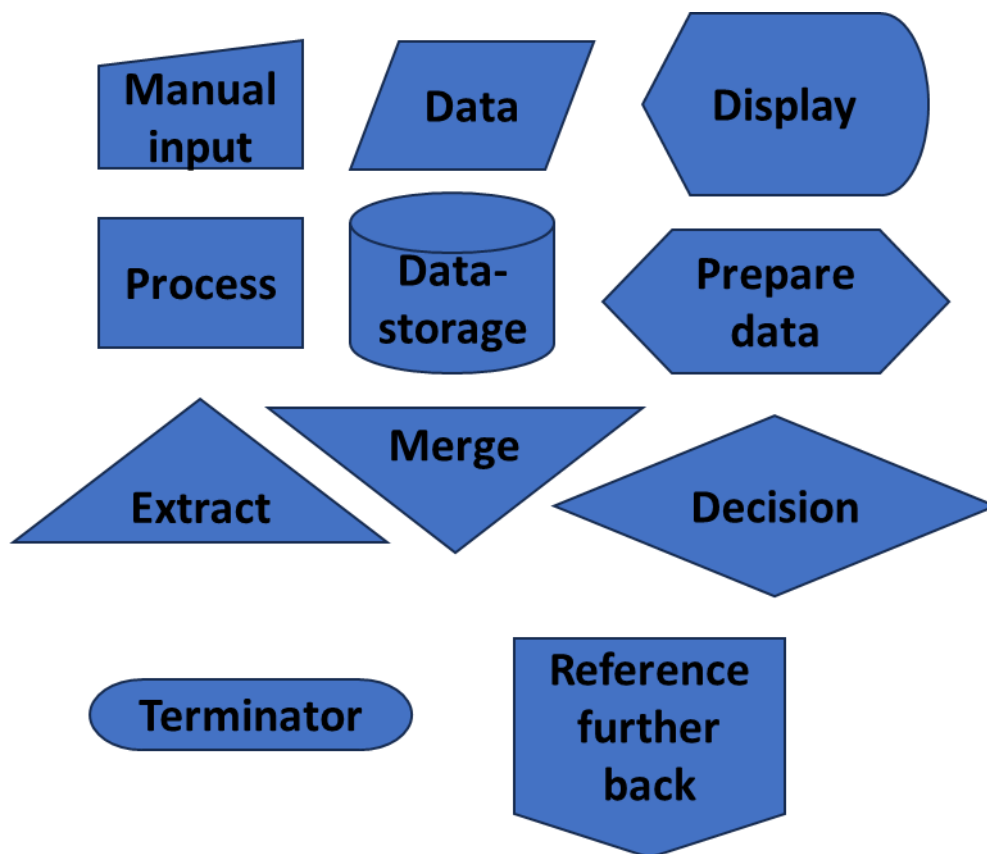 Manual
input
Data
Display
Process
Data-
storage
Prepare
data
Extract
Merge
Decision
Terminator
Reference
further
back